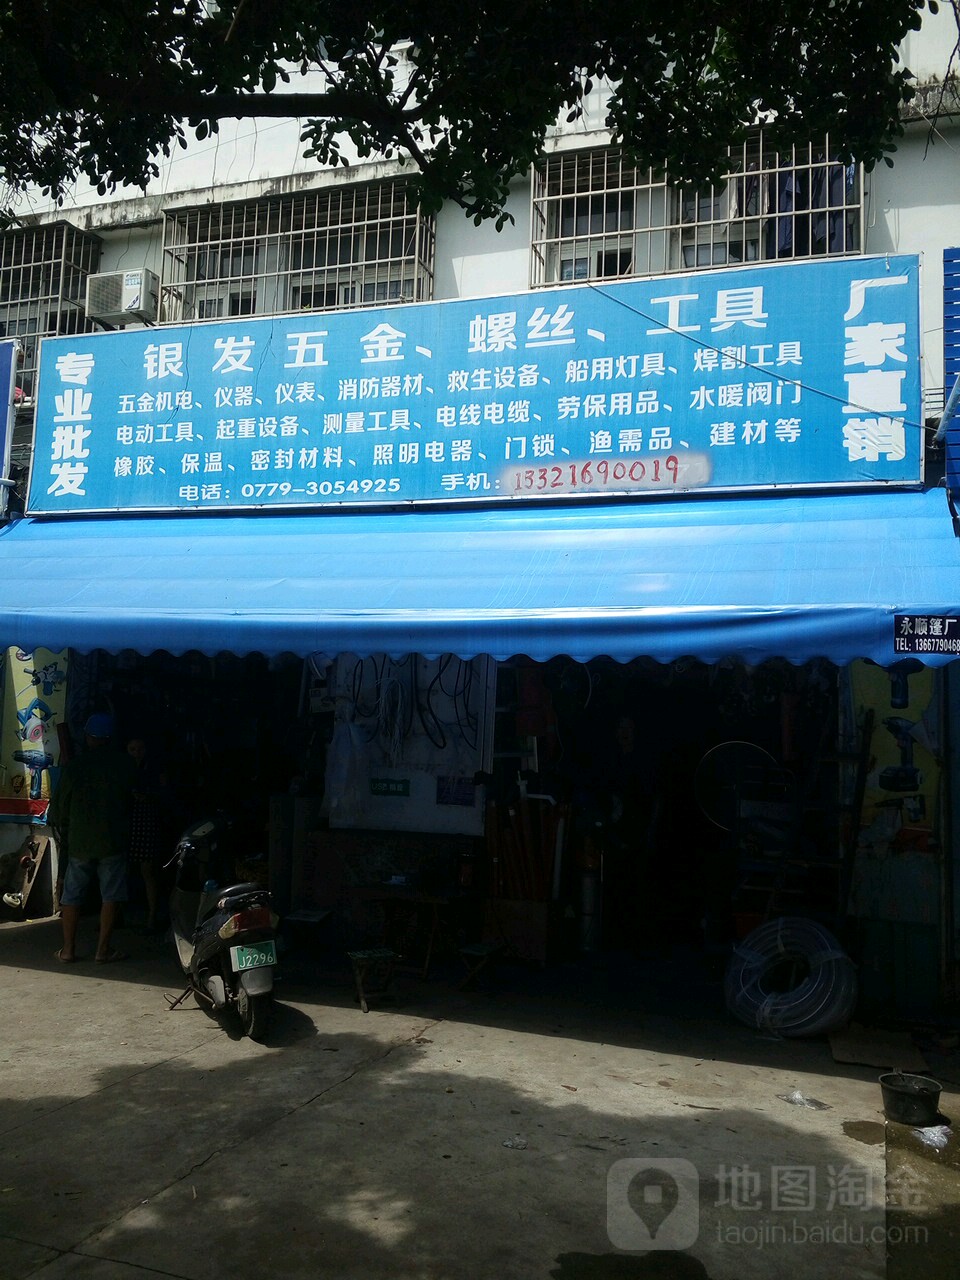 专业批发
银发五金、螺丝、工具
厂家直销
五金机电、仪器、仪表、消防器材、救生设备、船用灯具、焊割工具
电动工具、起重设备、测量工具、电线电缆、劳保用品、水暖阀门
橡胶、保温、密封材料、照明电器、门锁、渔需品、建材等
电话：0779-3054925 手机：13321690019
永顺篷厂
TEL: 1366779046
J2296
地图淘金
taojin.baidu.com